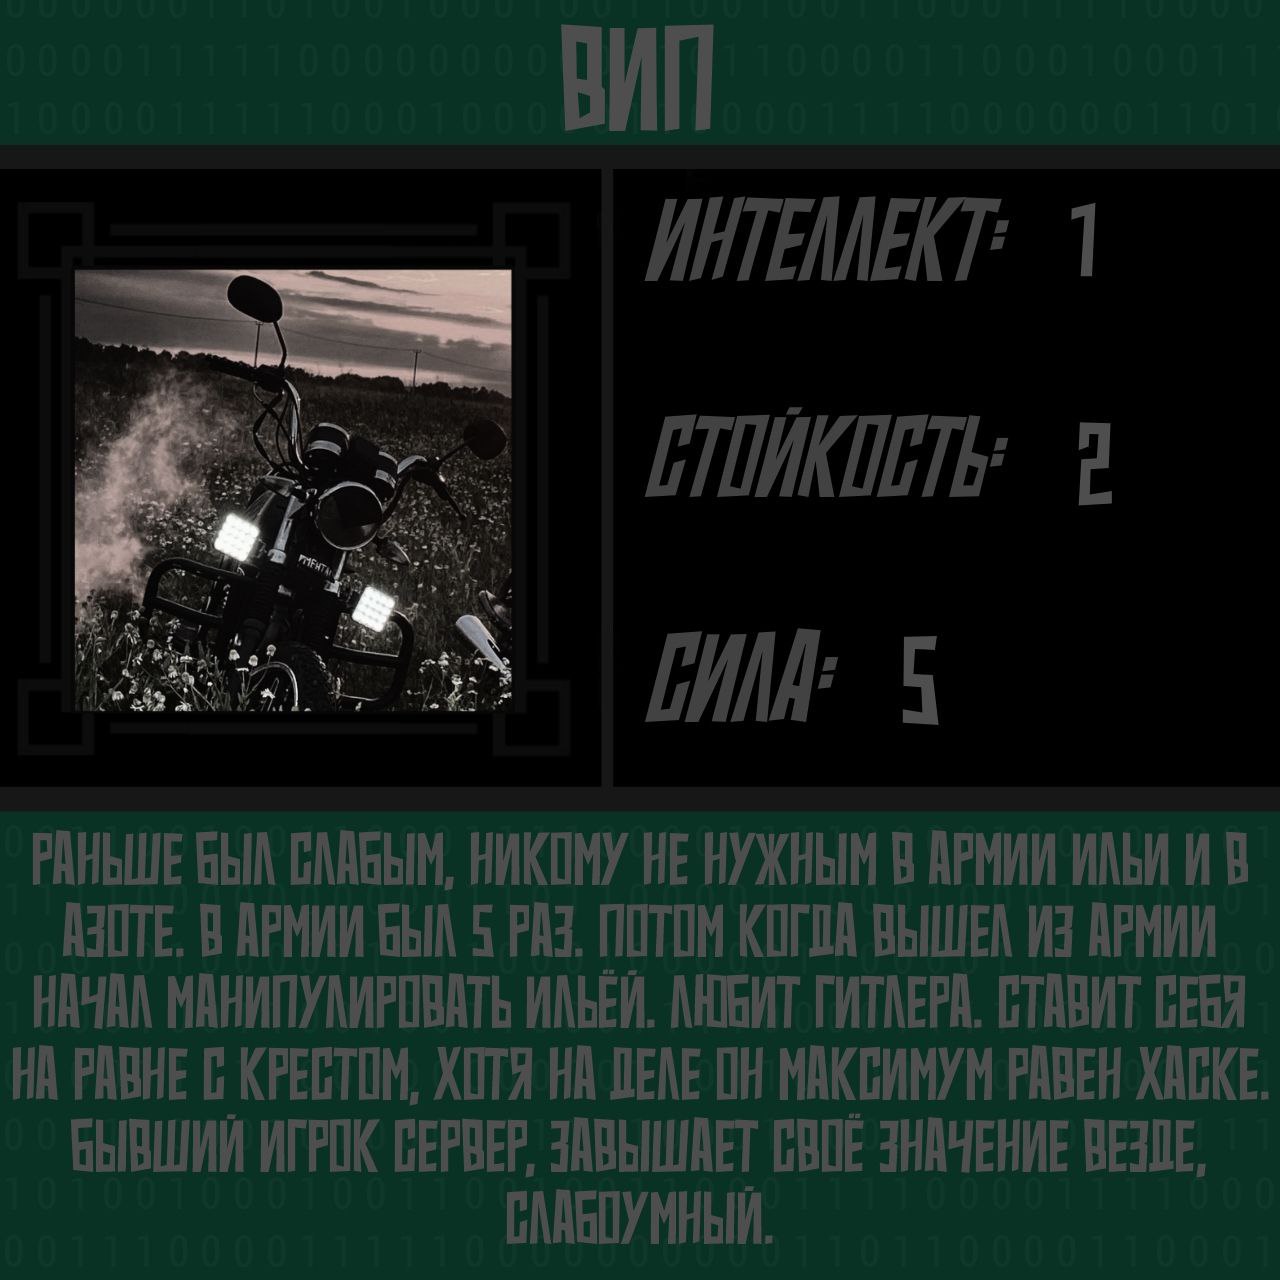 ВИП
ИНТЕЛЛЕКТ: 1
СТОЙКОСТЬ: 2
СИЛА: 5
РАНЬШЕ БЫЛ СЛАБЫМ, НИКОМУ НЕ НУЖНЫМ В АРМИИ ИЛЬИ И В
АЗОТЕ. В АРМИИ БЫЛ 5 РАЗ. ПОТОМ КОГДА ВЫШЕЛ ИЗ АРМИИ
НАЧАЛ МАНИПУЛИРОВАТЬ ИЛЬЁЙ. ЛЮБИТ ГИТЛЕРА. СТАВИТ СЕБЯ
НА РАВНЕ С КРЕСТОМ, ХОТЯ НА ДЕЛЕ ОН МАКСИМУМ РАВЕН ХАСКЕ.
БЫВШИЙ ИГРОК СЕРВЕР, ЗАВЫШАЕТ СВОЁ ЗНАЧЕНИЕ ВЕЗДЕ,
СЛАБОУМНЫЙ.